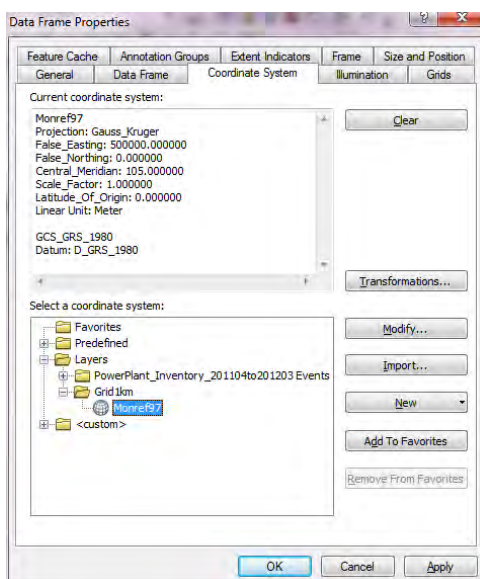 Data Frame Properties
Feature Cache Annotation Groups Extent Indicators Frame Size and Position
General Data Frame Coordinate System Illumination Grids
Current coordinate system:
Monref97
Projection: Gauss_Kruger
False_Easting: 500000.000000
False_Northing: 0.000000
Central_Meridian: 105.000000
Scale_Factor: 1.000000
Latitude_Of_Origin: 0.000000
Linear Unit: Meter
GCS_GRS_1980
Datum: D_GRS_1980
Clear
Transformations...
Select a coordinate system:
Favorites
Predefined
Layers
PowerPlant_Inventory_201104to201203 Events
Grid1km
Monref97
<custom>
Modify...
Import...
New
Add To Favorites
Remove From Favorites
OK Cancel Apply